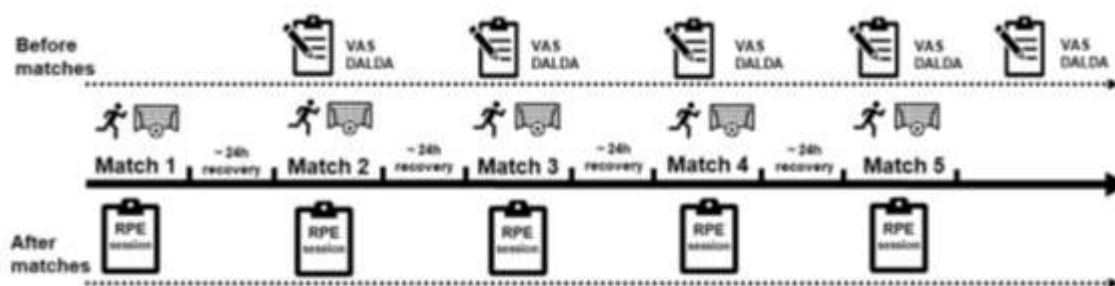 Before
matches
VAS
DALDA
VAS
DALDA
VAS
DALDA
VAS
DALDA
VAS
DALDA
Match 1
~ 24h
recovery
Match 2
~ 24h
recovery
Match 3
~ 24h
recovery
Match 4
~ 24h
recovery
Match 5
After
matches
RPE
session
RPE
session
RPE
session
RPE
session
RPE
session